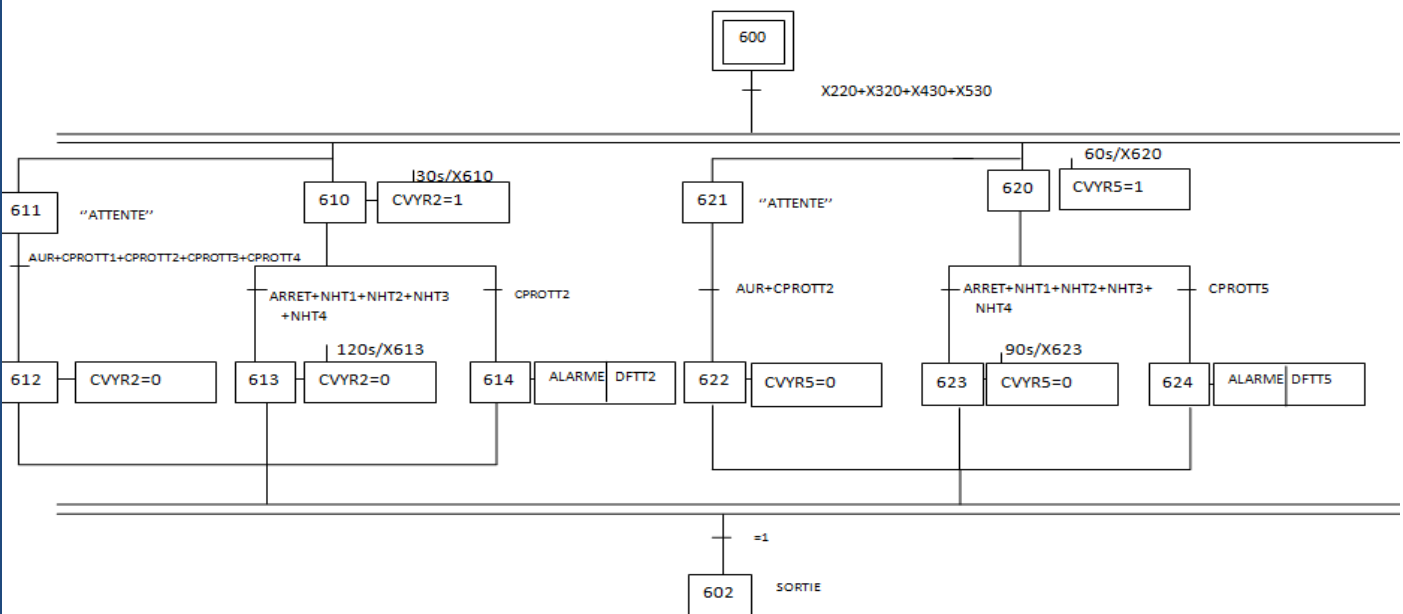 600
X220+X320+X430+X530
611
‘’ATTENTE’’
610
30s/X610
CVYR2=1
621
‘’ATTENTE’’
620
60s/X620
CVYR5=1
AUR+CPROTT1+CPROTT2+CPROTT3+CPROTT4
ARRET+NHT1+NHT2+NHT3
+NHT4
CPROTT2
AUR+CPROTT2
ARRET+NHT1+NHT2+NHT3+
NHT4
CPROTT5
612
CVYR2=0
613
120s/X613
CVYR2=0
614
ALARME DFTT2
622
CVYR5=0
623
90s/X623
CVYR5=0
624
ALARME DFTT5
=1
602
SORTIE